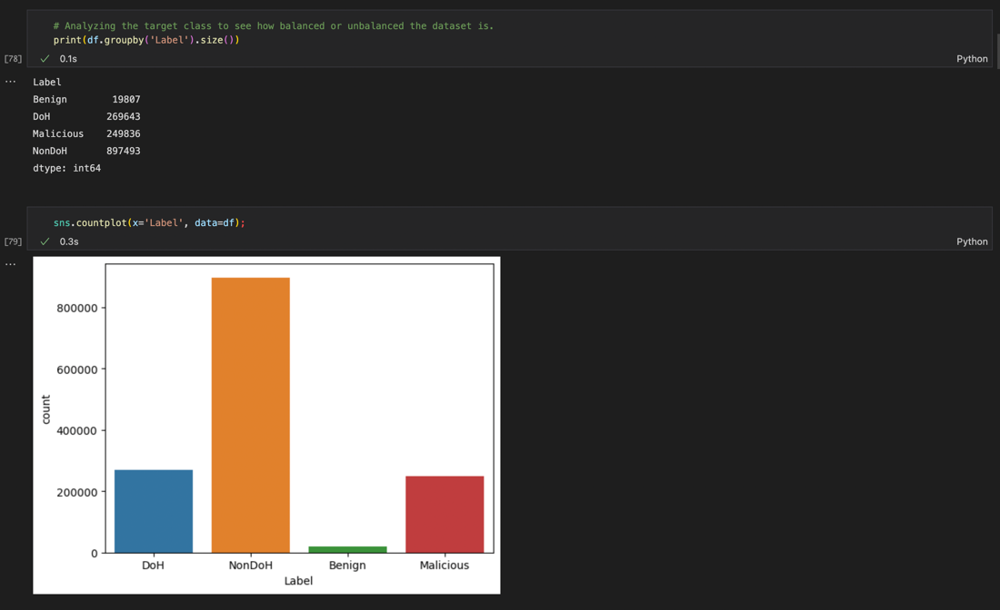 # Analyzing the target class to see how balanced or unbalanced the dataset is.
print(df.groupby('Label').size())
[78] ✓ 0.1s Python
... Label
Benign 19807
DoH 269643
Malicious 249836
NonDoH 897493
dtype: int64
sns.countplot(x='Label', data=df);
[79] ✓ 0.3s Python
...
800000
600000
400000
200000
0
count
DoH NonDoH Benign Malicious
Label